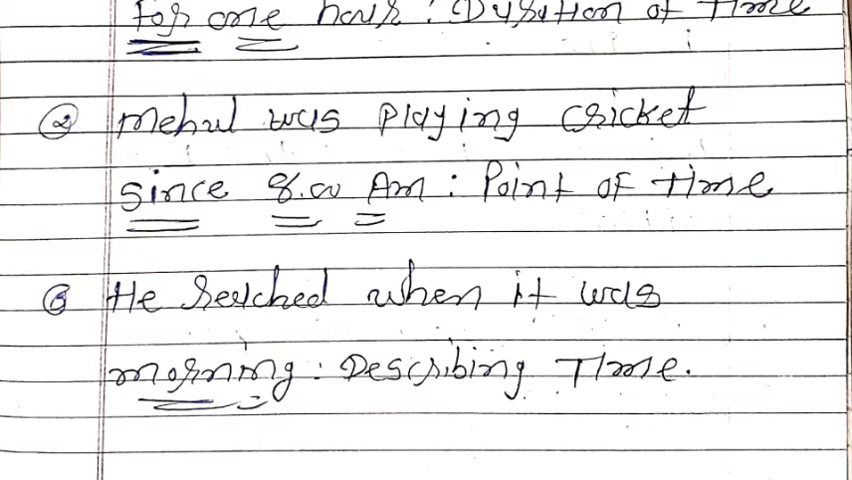 For one hour : Duration of Time
② Mehul was playing cricket
since 8.00 Am : Point of Time
③ He reached when it was
morning : Describing Time.